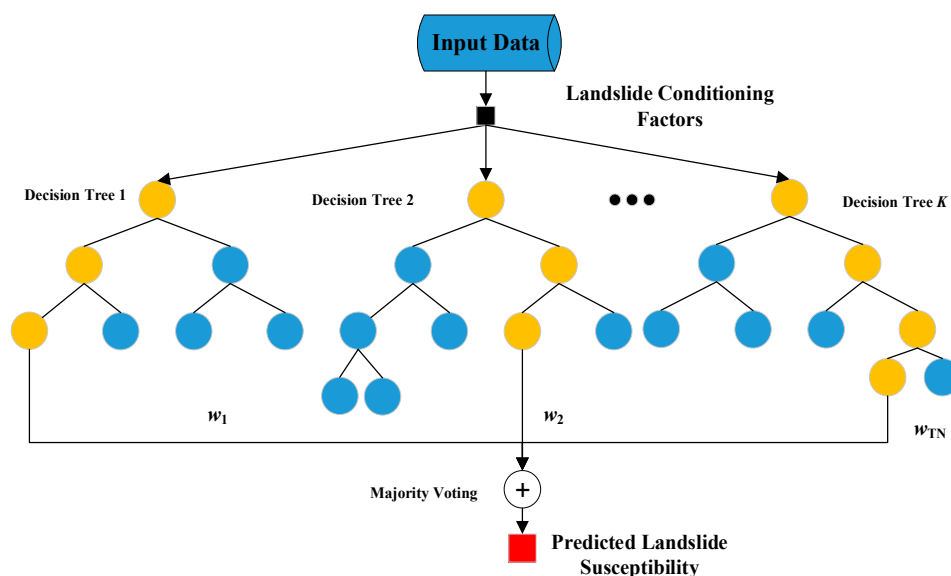 Input Data
Landslide Conditioning
Factors
Decision Tree 1
Decision Tree 2
Decision Tree K
w1
w2
wTN
Majority Voting
+
Predicted Landslide
Susceptibility